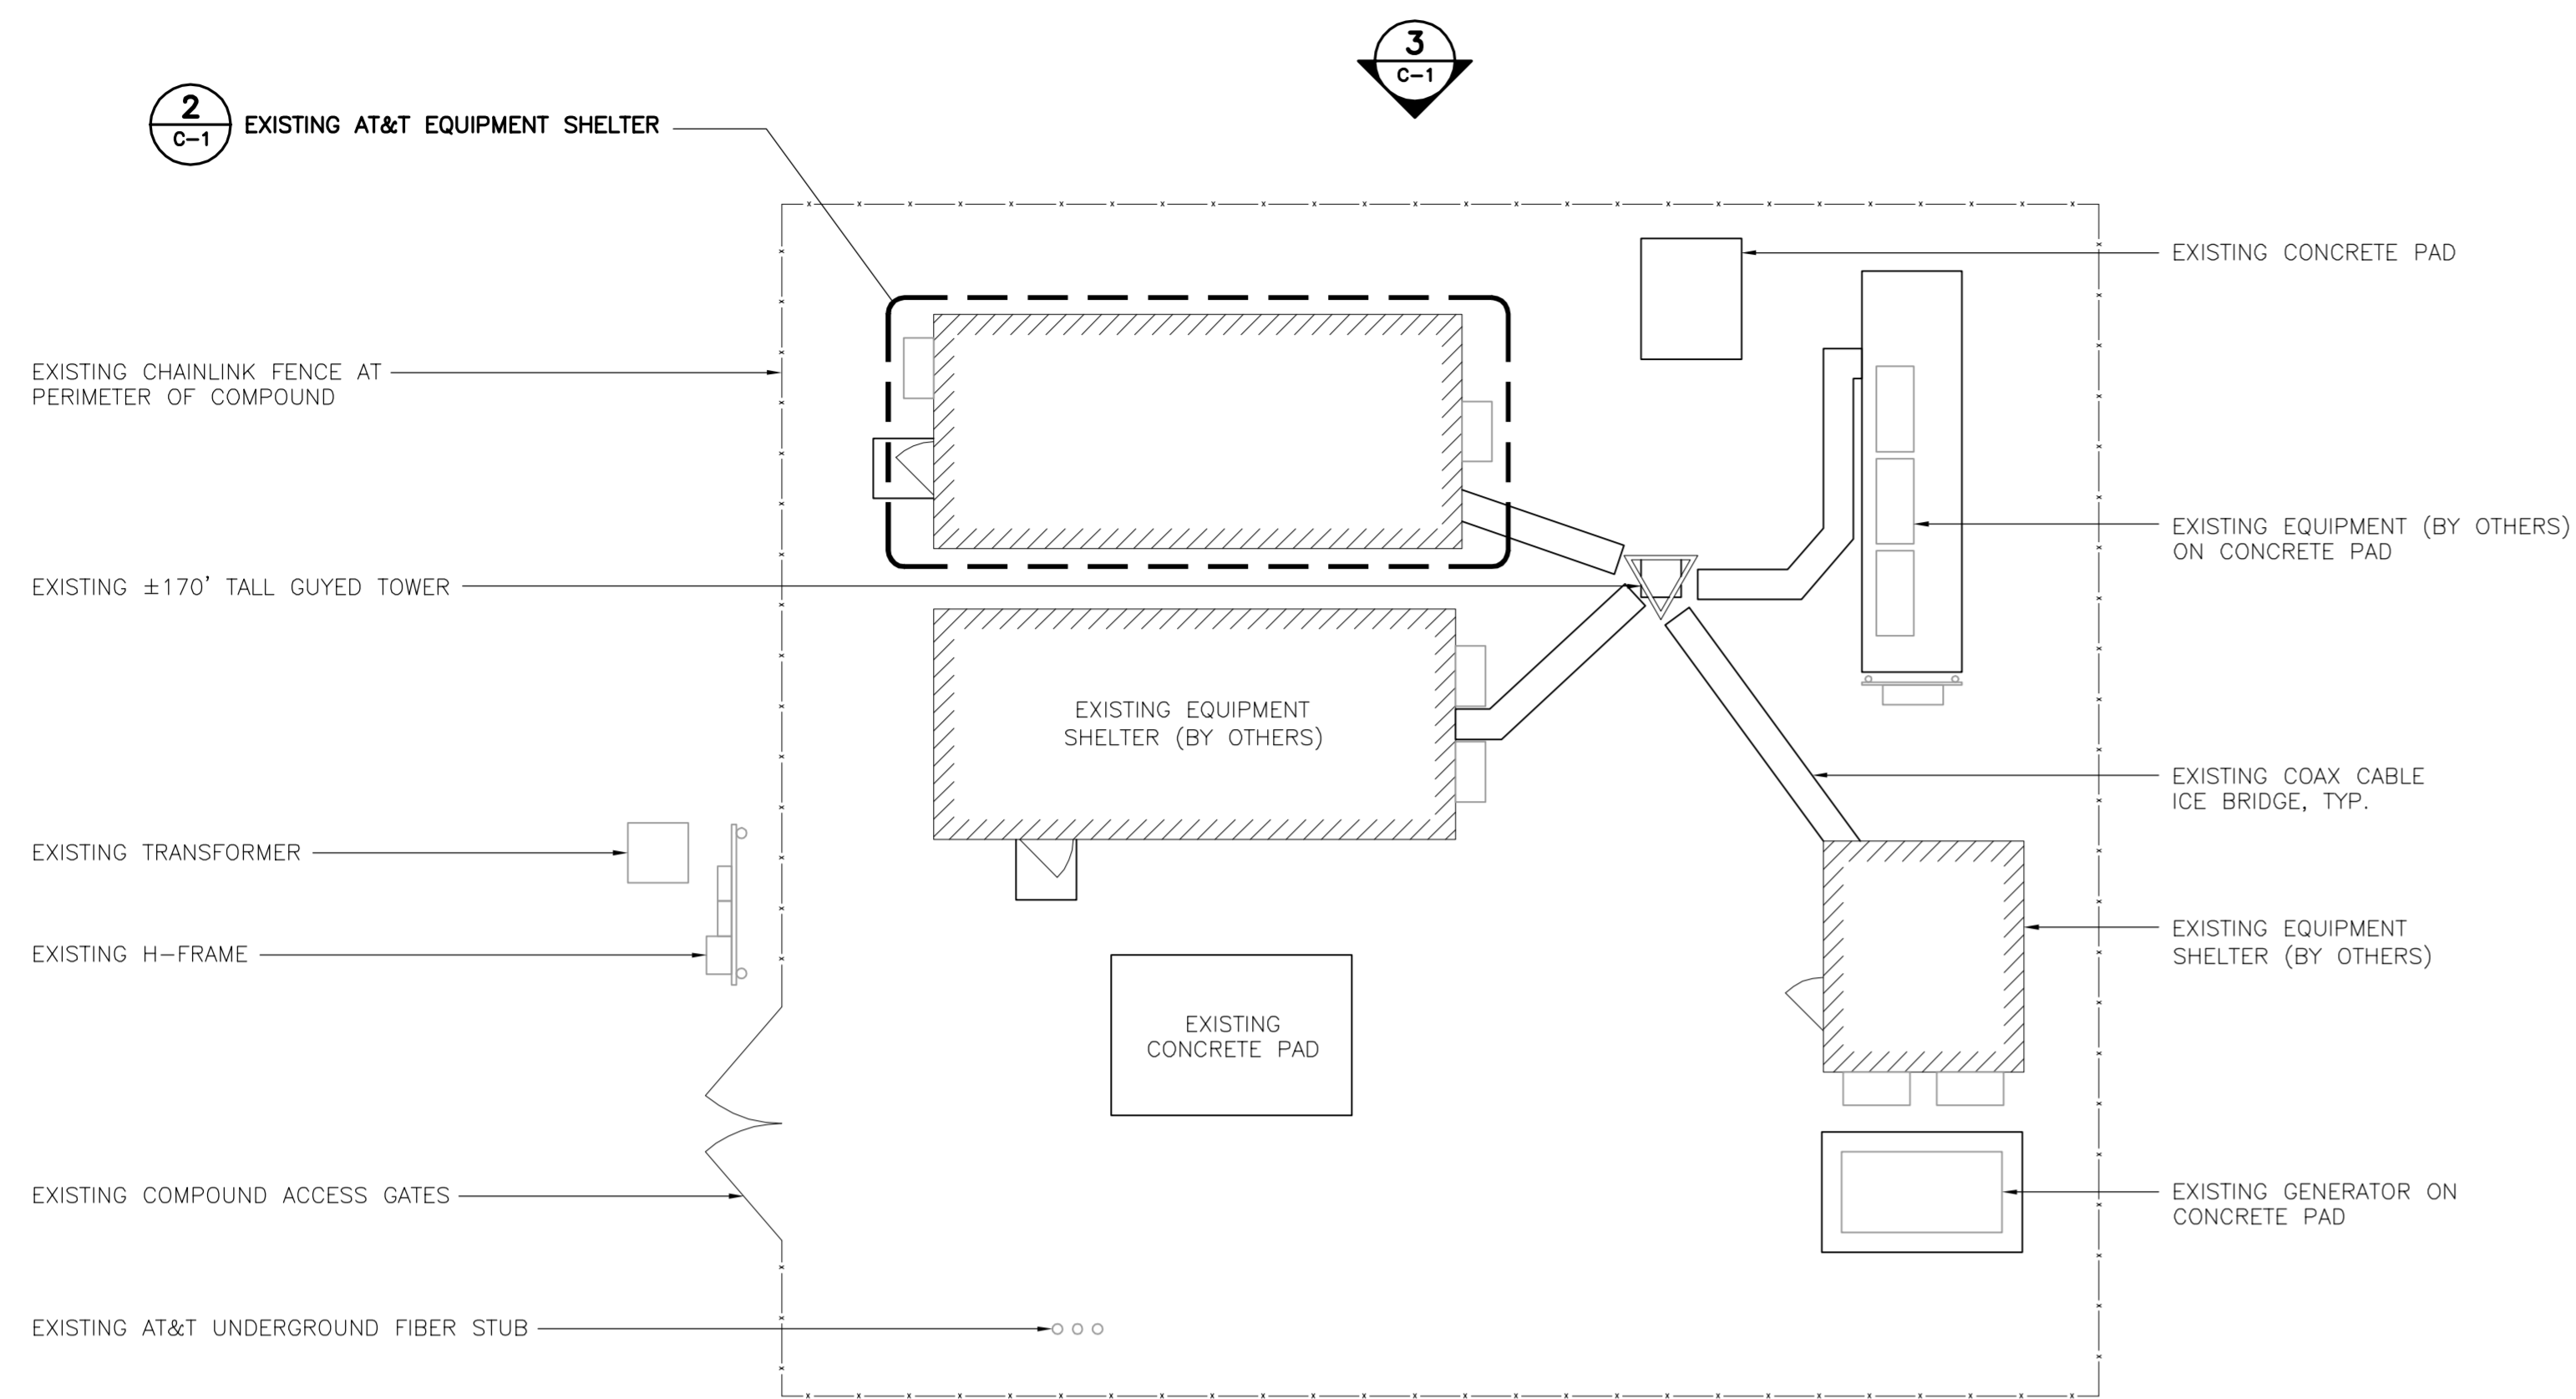 3
C-1
2
C-1
EXISTING AT&T EQUIPMENT SHELTER
EXISTING CONCRETE PAD
EXISTING CHAINLINK FENCE AT
PERIMETER OF COMPOUND
EXISTING EQUIPMENT (BY OTHERS)
ON CONCRETE PAD
EXISTING ±170' TALL GUYED TOWER
EXISTING EQUIPMENT
SHELTER (BY OTHERS)
EXISTING COAX CABLE
ICE BRIDGE, TYP.
EXISTING TRANSFORMER
EXISTING H-FRAME
EXISTING EQUIPMENT
SHELTER (BY OTHERS)
EXISTING
CONCRETE PAD
EXISTING COMPOUND ACCESS GATES
EXISTING GENERATOR ON
CONCRETE PAD
EXISTING AT&T UNDERGROUND FIBER STUB